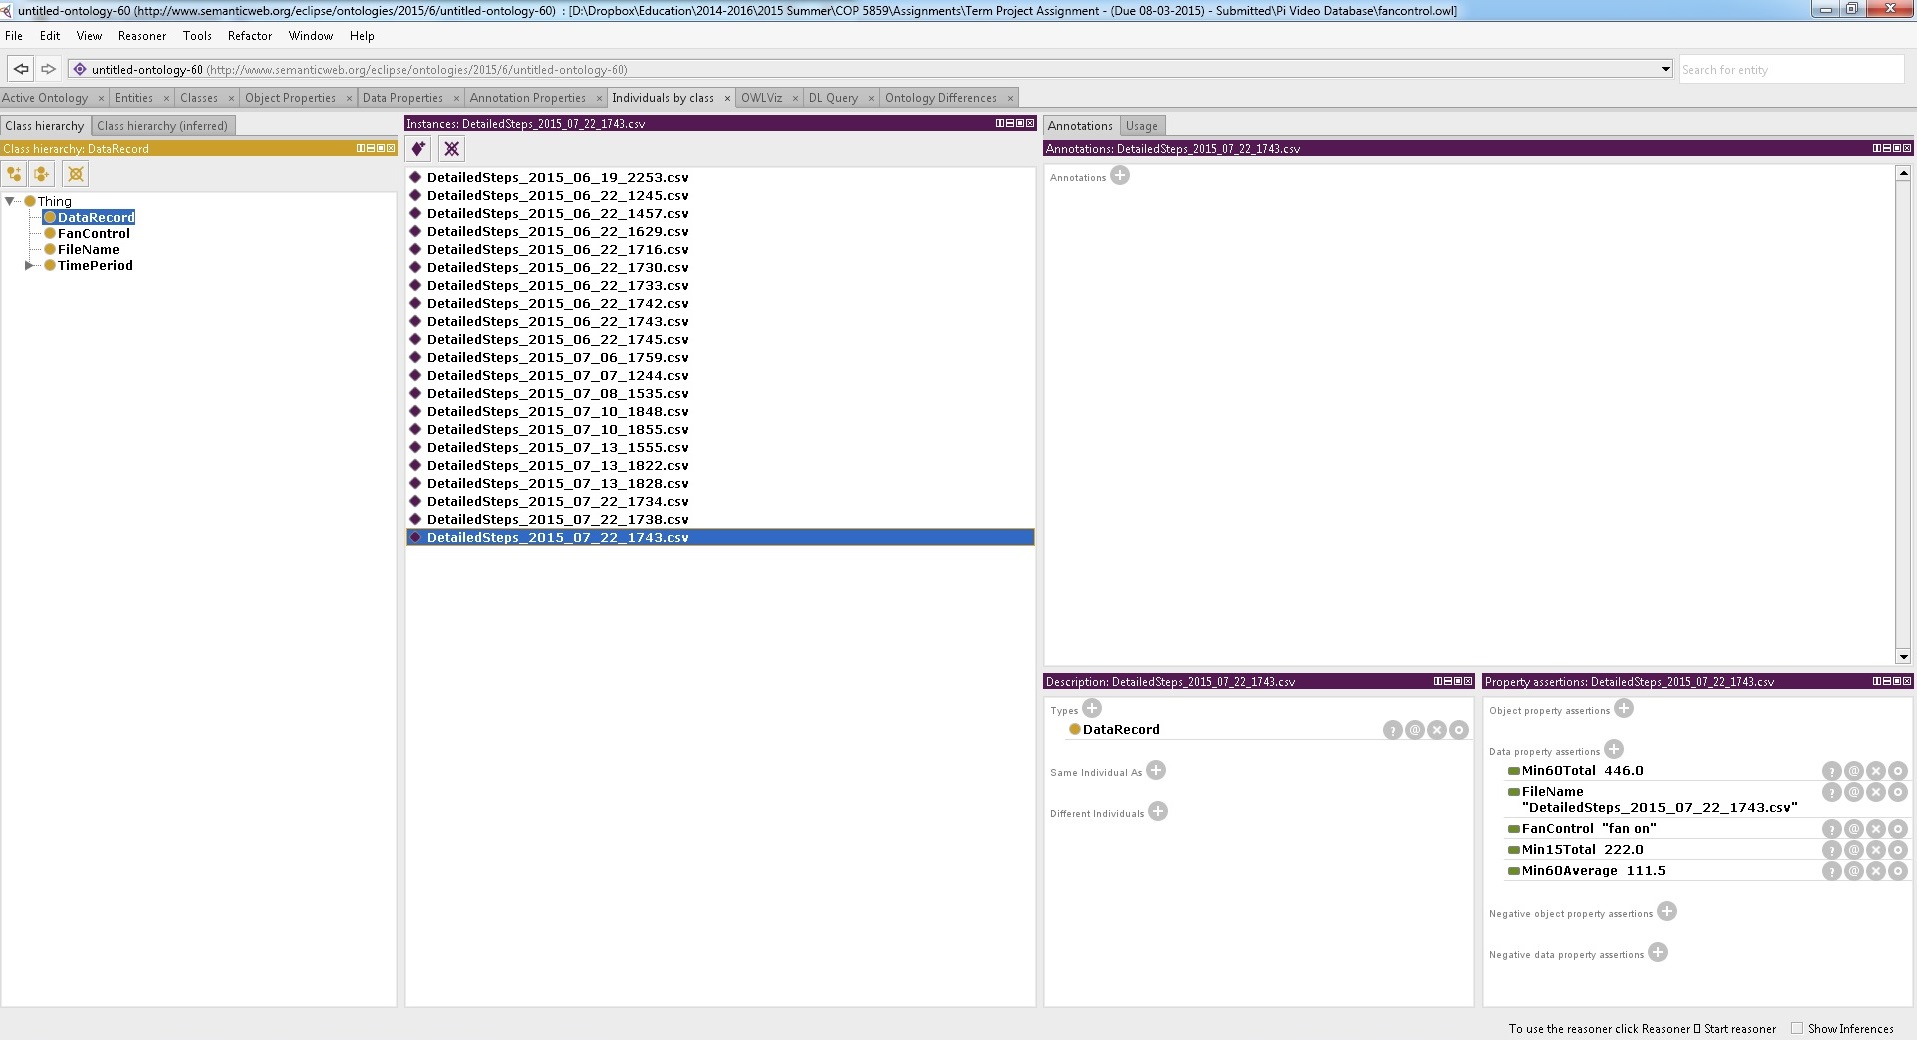 untitled-ontology-60 (http://www.semanticweb.org/eclipse/ontologies/2015/6/untitled-ontology-60) : [D:\Dropbox\Education\2014-2016\2015 Summer\COP 5859\Assignments\Term Project Assignment - (Due 08-03-2015) - Submitted\Pi Video Database\fancontrol.owl]
File Edit View Reasoner Tools Refactor Window Help
untitled-ontology-60 (http://www.semanticweb.org/eclipse/ontologies/2015/6/untitled-ontology-60)
Search for entity
Active Ontology × Entities × Classes × Object Properties × Data Properties × Annotation Properties × Individuals by class × OWLViz × DL Query × Ontology Differences ×
Class hierarchy Class hierarchy (inferred)
Class hierarchy: DataRecord
Thing
DataRecord
FanControl
FileName
TimePeriod
Instances: DetailedSteps_2015_07_22_1743.csv
DetailedSteps_2015_06_19_2253.csv
DetailedSteps_2015_06_22_1245.csv
DetailedSteps_2015_06_22_1457.csv
DetailedSteps_2015_06_22_1629.csv
DetailedSteps_2015_06_22_1716.csv
DetailedSteps_2015_06_22_1730.csv
DetailedSteps_2015_06_22_1733.csv
DetailedSteps_2015_06_22_1742.csv
DetailedSteps_2015_06_22_1743.csv
DetailedSteps_2015_06_22_1745.csv
DetailedSteps_2015_07_06_1759.csv
DetailedSteps_2015_07_07_1244.csv
DetailedSteps_2015_07_08_1535.csv
DetailedSteps_2015_07_10_1848.csv
DetailedSteps_2015_07_10_1855.csv
DetailedSteps_2015_07_13_1555.csv
DetailedSteps_2015_07_13_1822.csv
DetailedSteps_2015_07_13_1828.csv
DetailedSteps_2015_07_22_1734.csv
DetailedSteps_2015_07_22_1738.csv
DetailedSteps_2015_07_22_1743.csv
Annotations Usage
Annotations: DetailedSteps_2015_07_22_1743.csv
Annotations
Description: DetailedSteps_2015_07_22_1743.csv
Types
DataRecord
Same Individual As
Different Individuals
Property assertions: DetailedSteps_2015_07_22_1743.csv
Object property assertions
Data property assertions
Min60Total 446.0
FileName
"DetailedSteps_2015_07_22_1743.csv"
FanControl "fan on"
Min15Total 222.0
Min60Average 111.5
Negative object property assertions
Negative data property assertions
To use the reasoner click Reasoner ▯ Start reasoner Show Inferences